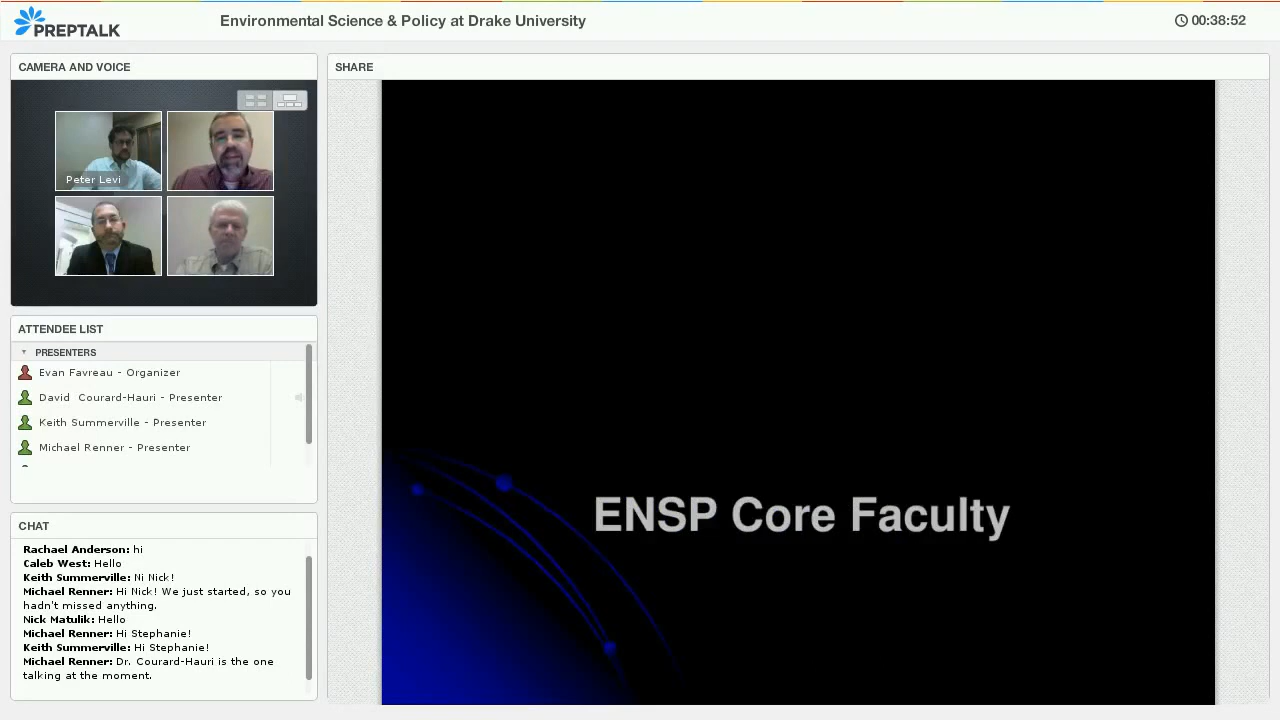 PREPTALK
Environmental Science & Policy at Drake University
00:38:52
CAMERA AND VOICE
Peter Levi
ATTENDEE LIST
PRESENTERS
Evan Favreau - Organizer
David Courard-Hauri - Presenter
Keith Summerville - Presenter
Michael Renner - Presenter
CHAT
Rachael Anderson: hi
Caleb West: Hello
Keith Summerville: Ni Nick!
Michael Renner: Hi Nick! We just started, so you
hadn't missed anything.
Nick Matulik: Hello
Michael Renner: Hi Stephanie!
Keith Summerville: Hi Stephanie!
Michael Renner: Dr. Courard-Hauri is the one
talking at the moment.
SHARE
ENSP Core Faculty